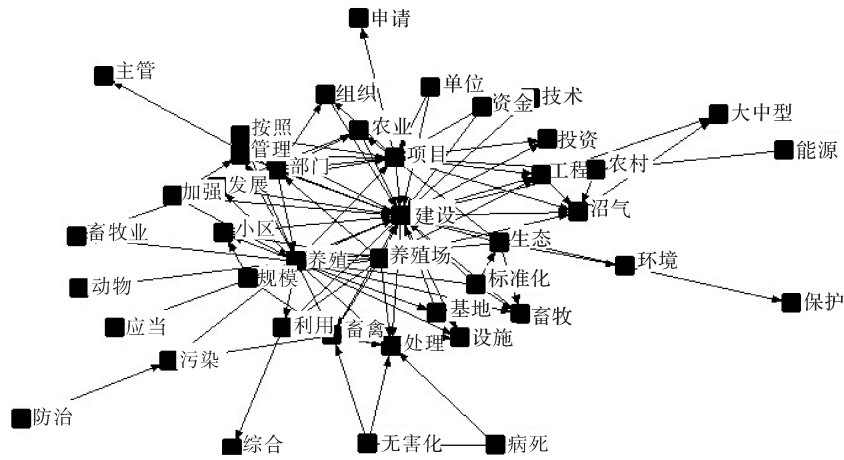 申请
主管
组织
单位
资金
技术
大中型
按照
农业
投资
管理
部门
项目
工程
农村
能源
加强
发展
建设
沼气
畜牧业
小区
养殖
养殖场
生态
环境
动物
规模
标准化
保护
应当
利用
畜禽
基地
畜牧
处理
设施
污染
防治
综合
无害化
病死